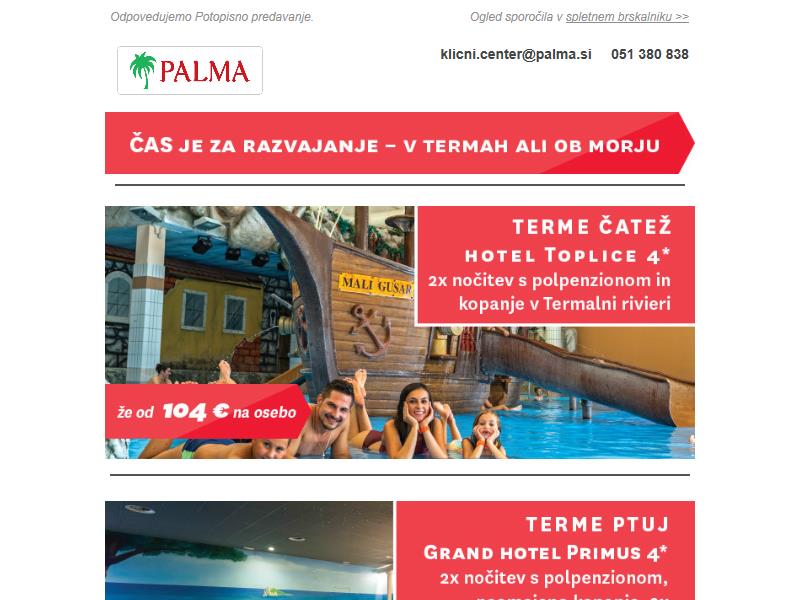 Odpovedujemo Potopisno predavanje.
Ogled sporočila v spletnem brskalniku >>
PALMA
klicni.center@palma.si 051 380 838
ČAS JE ZA RAZVAJANJE – V TERMAH ALI OB MORJU
TERME ČATEŽ
HOTEL TOPLICE 4*
2x nočitev s polpenzionom in
kopanje v Termalni rivieri
MALI GUSAR
že od 104 € na osebo
TERME PTUJ
GRAND HOTEL PRIMUS 4*
2x nočitev s polpenzionom,